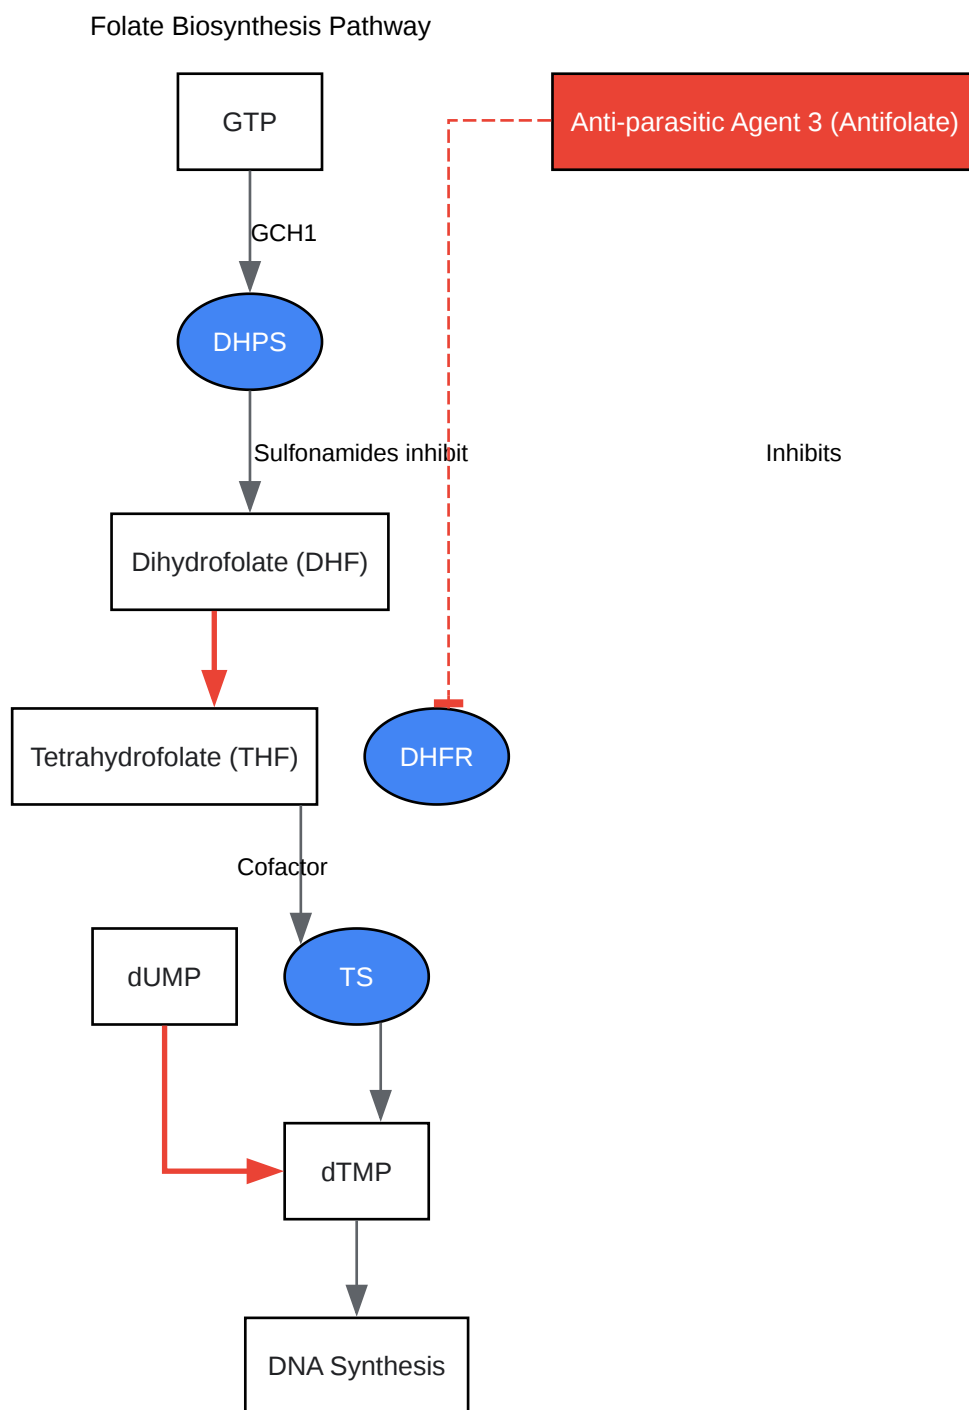 Folate Biosynthesis Pathway
GTP
Anti-parasitic Agent 3 (Antifolate)
GCH1
DHPS
Sulfonamides inhibit
Inhibits
Dihydrofolate (DHF)
Tetrahydrofolate (THF)
DHFR
Cofactor
dUMP
TS
dTMP
DNA Synthesis